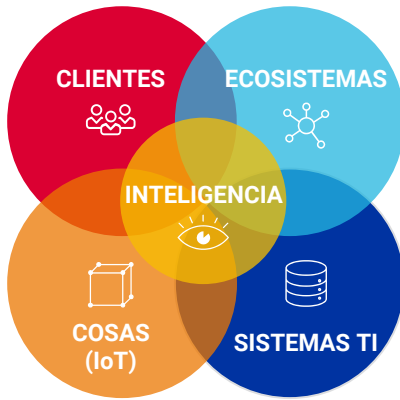 CLIENTES
ECOSISTEMAS
INTELIGENCIA
COSAS
(IoT)
SISTEMAS TI